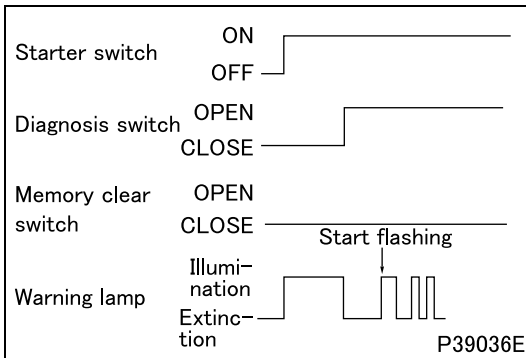 Starter switch
ON
OFF
Diagnosis switch
OPEN
CLOSE
Memory clear
switch
OPEN
CLOSE
Start flashing
Warning lamp
Illumi-
nation
Extinc-
tion
P39036E